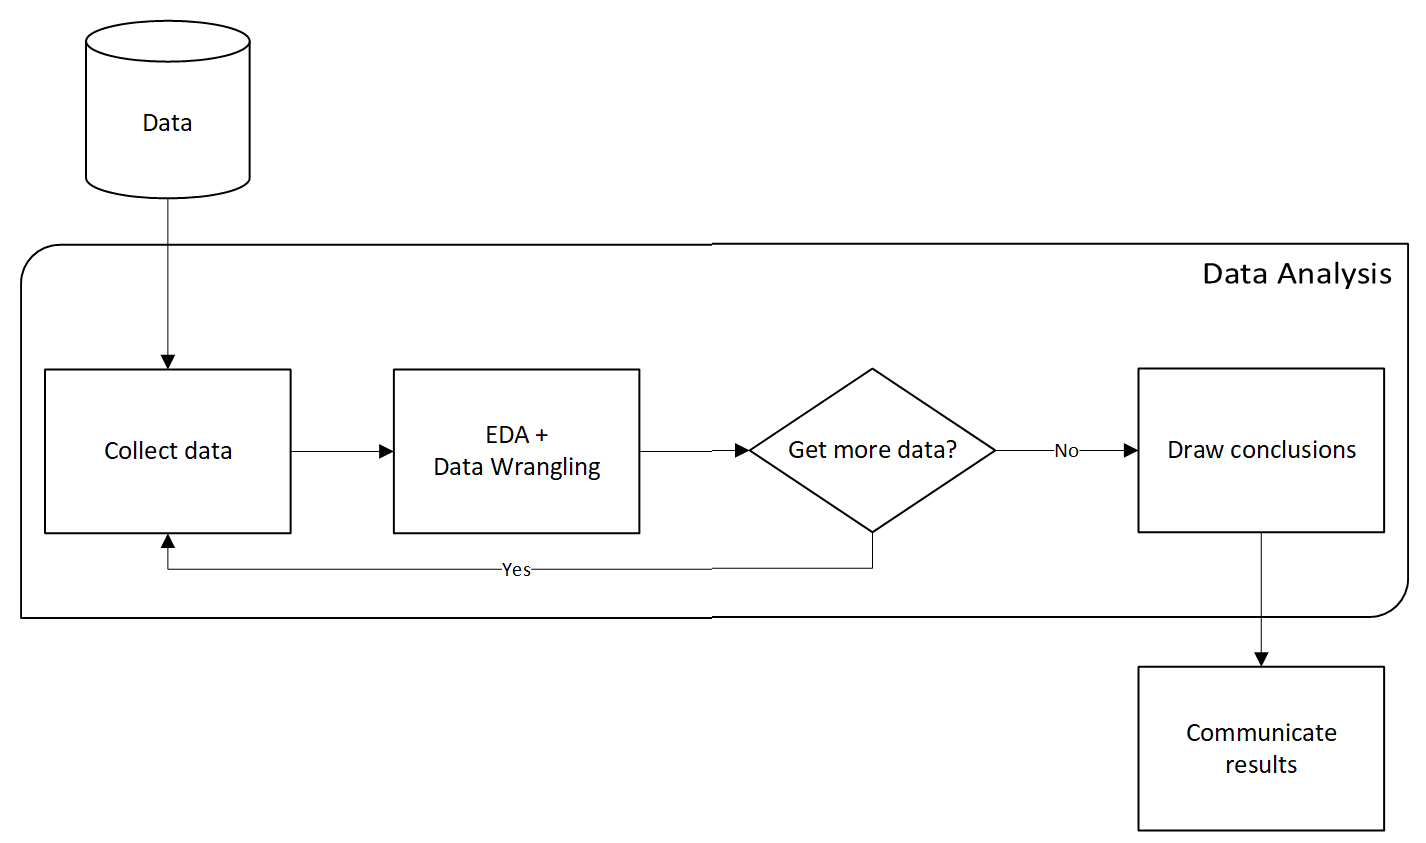 Data
Data Analysis
Collect data
EDA +
Data Wrangling
Get more data?
No
Draw conclusions
Yes
Communicate
results